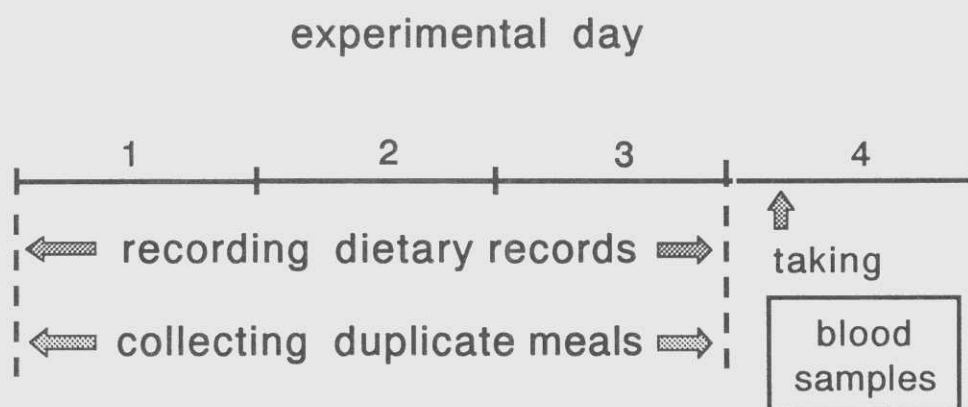 experimental day
1 2 3 4
recording dietary records
taking
collecting duplicate meals
blood
samples